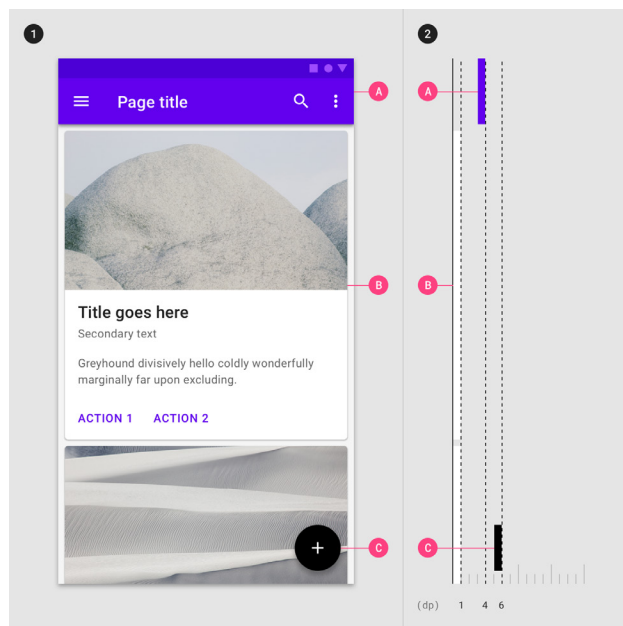 1
2
Page title
A
A
B
B
Title goes here
Secondary text
Greyhound divisively hello coldly wonderfully
marginally far upon excluding.
ACTION 1 ACTION 2
+
C
C
(dp) 1 4 6